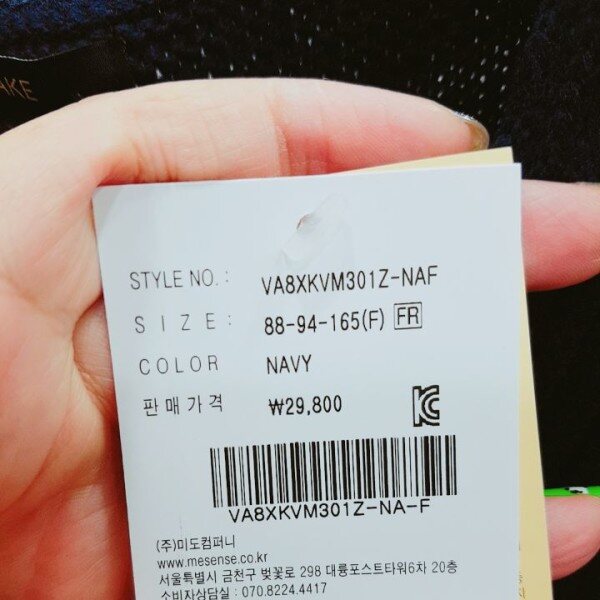 AKE
STYLE NO.: VA8XKVM301Z-NAF
SIZE: 88-94-165(F) FR
COLOR NAVY
판매가격 ₩29,800
VA8XKVM301Z-NA-F
(주)미도컴퍼니
www.mesense.co.kr
서울특별시 금천구 벚꽃로 298 대륭포스트타워6차 20층
소비자상담실 : 070.8224.4417